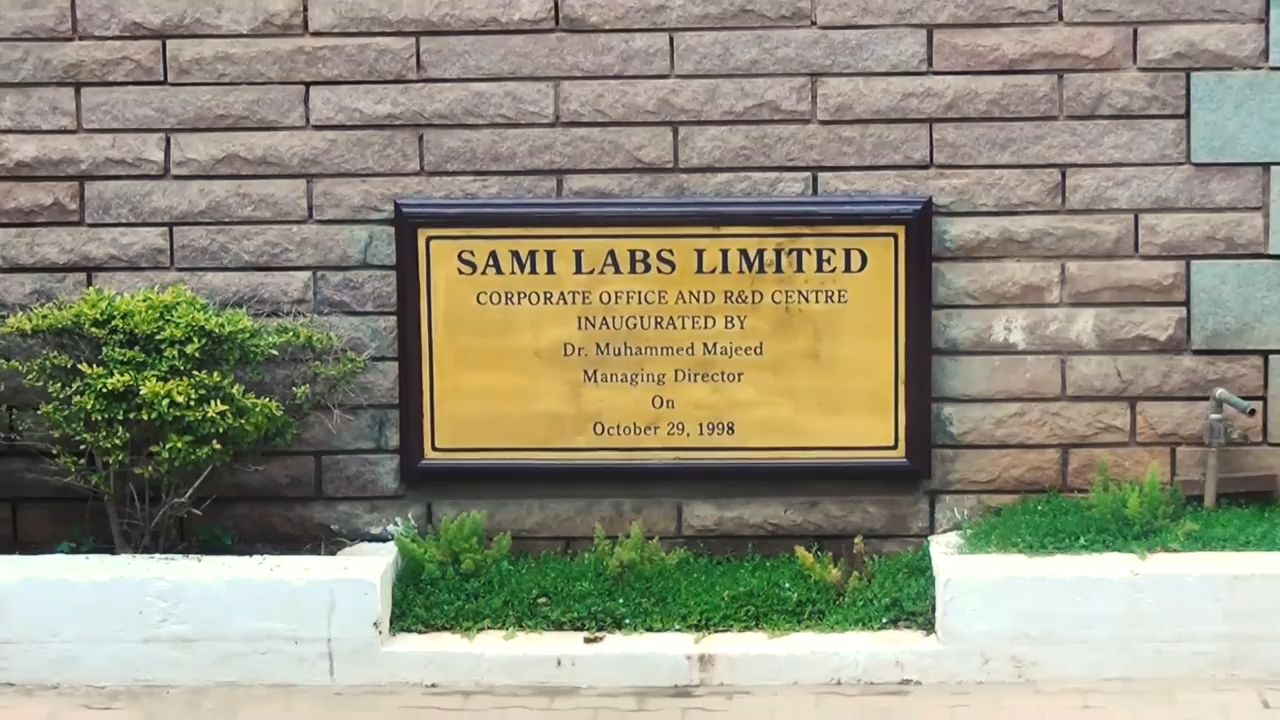 SAMI LABS LIMITED
CORPORATE OFFICE AND R&D CENTRE
INAUGURATED BY
Dr. Muhammed Majeed
Managing Director
On
October 29, 1998